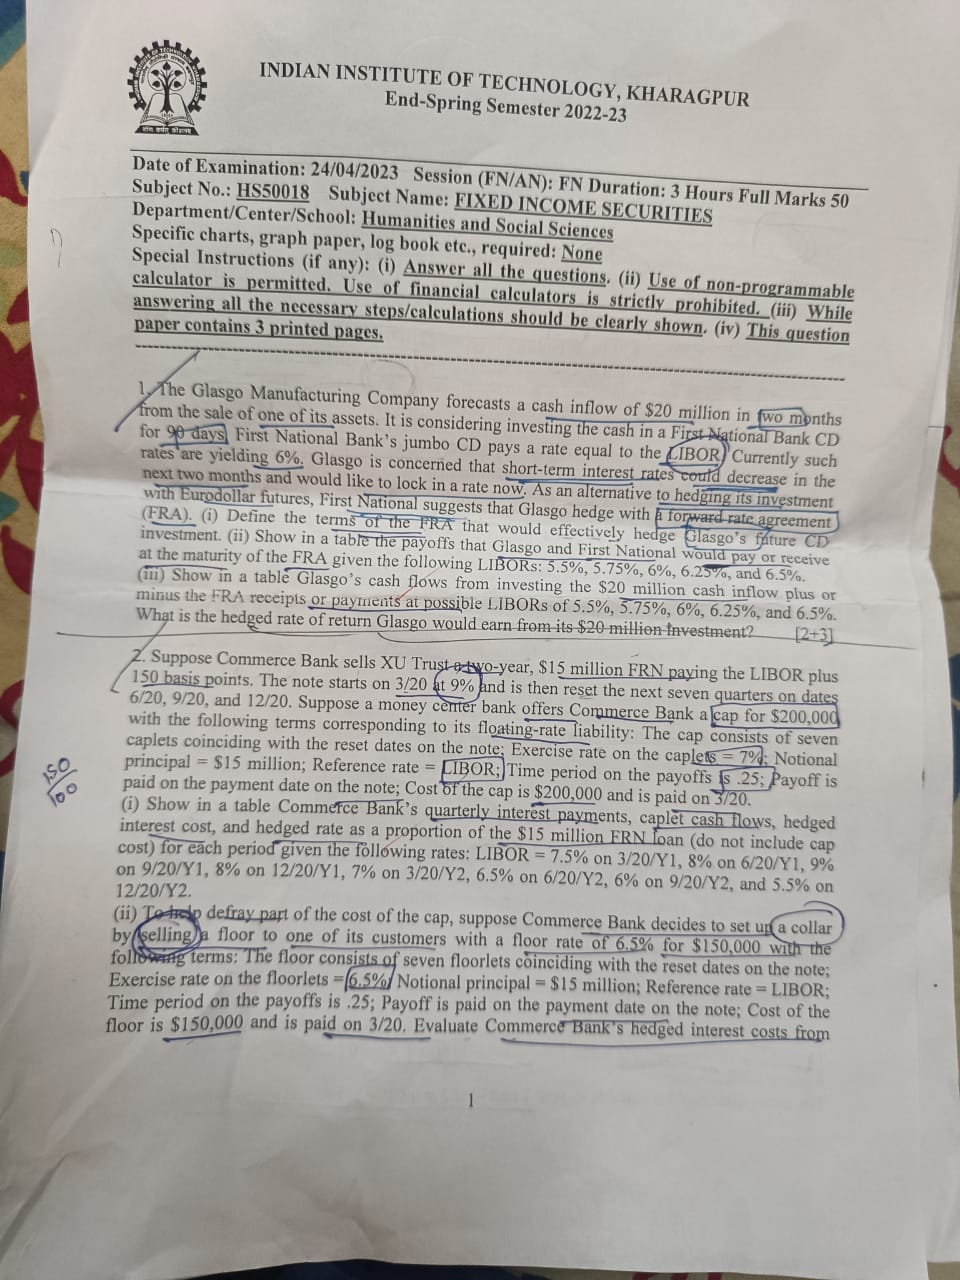 INDIAN INSTITUTE OF TECHNOLOGY, KHARAGPUR
End-Spring Semester 2022-23
Date of Examination: 24/04/2023 Session (FN/AN): FN Duration: 3 Hours Full Marks 50
Subject No.: HS50018 Subject Name: FIXED INCOME SECURITIES
Department/Center/School: Humanities and Social Sciences
Specific charts, graph paper, log book etc., required: None
Special Instructions (if any): (i) Answer all the questions. (ii) Use of non-programmable
calculator is permitted. Use of financial calculators is strictly prohibited. (iii) While
answering all the necessary steps/calculations should be clearly shown. (iv) This question
paper contains 3 printed pages.
1. The Glasgo Manufacturing Company forecasts a cash inflow of $20 million in two months
from the sale of one of its assets. It is considering investing the cash in a First National Bank CD
for 90 days. First National Bank's jumbo CD pays a rate equal to the LIBOR. Currently such
rates are yielding 6%. Glasgo is concerned that short-term interest rates could decrease in the
next two months and would like to lock in a rate now. As an alternative to hedging its investment
with Eurodollar futures, First National suggests that Glasgo hedge with a forward rate agreement
(FRA). (i) Define the terms of the FRA that would effectively hedge Glasgo's future CD
investment. (ii) Show in a table the payoffs that Glasgo and First National would pay or receive
at the maturity of the FRA given the following LIBORs: 5.5%, 5.75%, 6%, 6.25%, and 6.5%.
(iii) Show in a table Glasgo's cash flows from investing the $20 million cash inflow plus or
minus the FRA receipts or payments at possible LIBORs of 5.5%, 5.75%, 6%, 6.25%, and 6.5%.
What is the hedged rate of return Glasgo would earn from its $20 million investment? [2+3]
2. Suppose Commerce Bank sells XU Trust a two-year, $15 million FRN paying the LIBOR plus
150 basis points. The note starts on 3/20 at 9% and is then reset the next seven quarters on dates
6/20, 9/20, and 12/20. Suppose a money center bank offers Commerce Bank a cap for $200,000
with the following terms corresponding to its floating-rate liability: The cap consists of seven
caplets coinciding with the reset dates on the note; Exercise rate on the caplets = 7%; Notional
principal = $15 million; Reference rate = LIBOR; Time period on the payoffs is .25; Payoff is
paid on the payment date on the note; Cost of the cap is $200,000 and is paid on 3/20.
150
100
(i) Show in a table Commerce Bank's quarterly interest payments, caplet cash flows, hedged
interest cost, and hedged rate as a proportion of the $15 million FRN loan (do not include cap
cost) for each period given the following rates: LIBOR = 7.5% on 3/20/Y1, 8% on 6/20/Y1, 9%
on 9/20/Y1, 8% on 12/20/Y1, 7% on 3/20/Y2, 6.5% on 6/20/Y2, 6% on 9/20/Y2, and 5.5% on
12/20/Y2.
(ii) To help defray part of the cost of the cap, suppose Commerce Bank decides to set up a collar
by selling a floor to one of its customers with a floor rate of 6.5% for $150,000 with the
following terms: The floor consists of seven floorlets coinciding with the reset dates on the note;
Exercise rate on the floorlets = 6.5%; Notional principal = $15 million; Reference rate = LIBOR;
Time period on the payoffs is .25; Payoff is paid on the payment date on the note; Cost of the
floor is $150,000 and is paid on 3/20. Evaluate Commerce Bank's hedged interest costs from
1